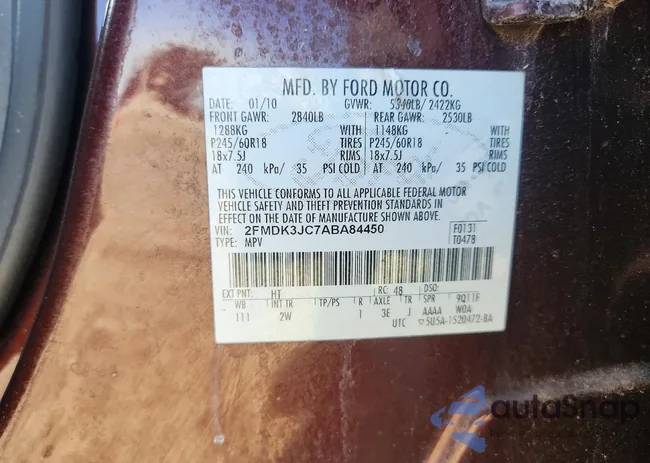 MFD. BY FORD MOTOR CO.
DATE: 01/10 GVWR: 5340LB/ 2422KG
FRONT GAWR: 2840LB REAR GAWR: 2530LB
1288KG WITH 1148KG WITH
P245/60R18 TIRES P245/60R18 TIRES
18x7.5J RIMS 18x7.5J RIMS
AT 240 kPa/ 35 PSI COLD AT 240 kPa/ 35 PSI COLD
THIS VEHICLE CONFORMS TO ALL APPLICABLE FEDERAL MOTOR
VEHICLE SAFETY AND THEFT PREVENTION STANDARDS IN
EFFECT ON THE DATE OF MANUFACTURE SHOWN ABOVE.
VIN: 2FMDK3JC7ABA84450 F0131
TYPE: MPV T0478
EXT PNT: HT RC: 48 DSO:
WB INT TR TP/PS R AXLE TR SPR 9Q11F
111 2W 1 3E J AAAA WOA
UTC 5U5A-1520472-BA
autoSnap